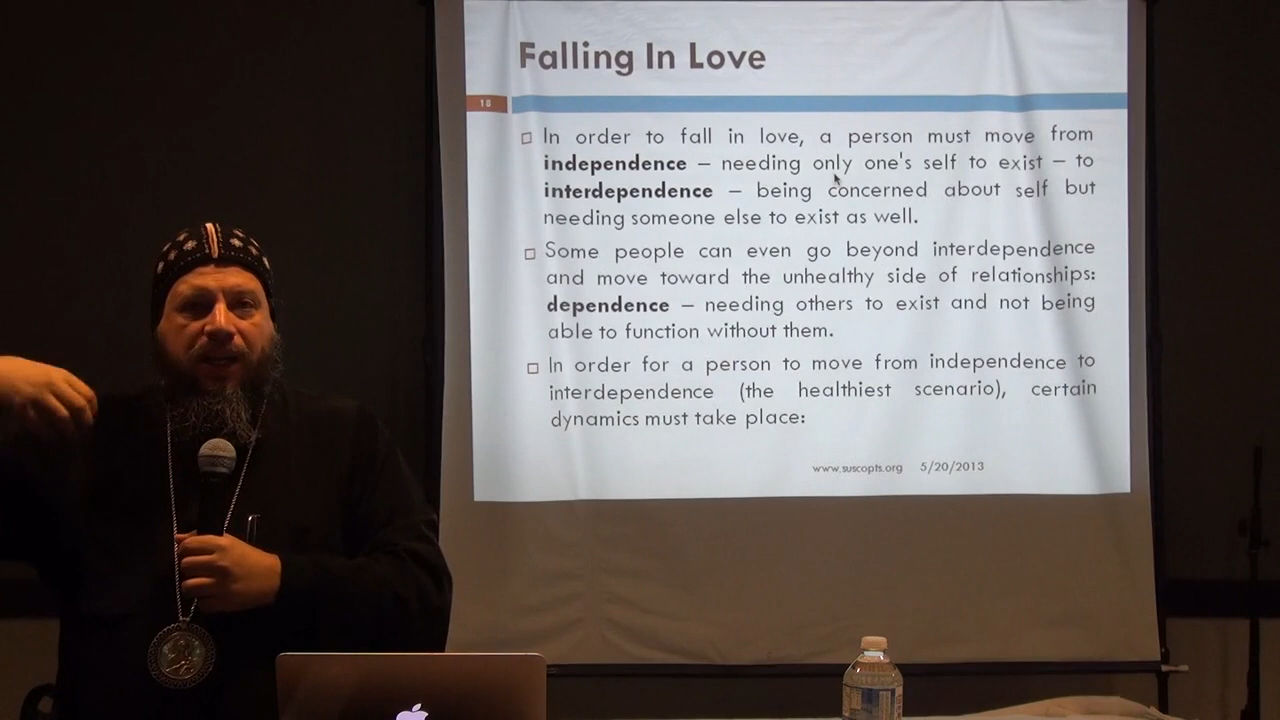 Falling In Love
18
In order to fall in love, a person must move from
independence – needing only one's self to exist – to
interdependence – being concerned about self but
needing someone else to exist as well.
Some people can even go beyond interdependence
and move toward the unhealthy side of relationships:
dependence – needing others to exist and not being
able to function without them.
In order for a person to move from independence to
interdependence (the healthiest scenario), certain
dynamics must take place:
www.suscopts.org 5/20/2013